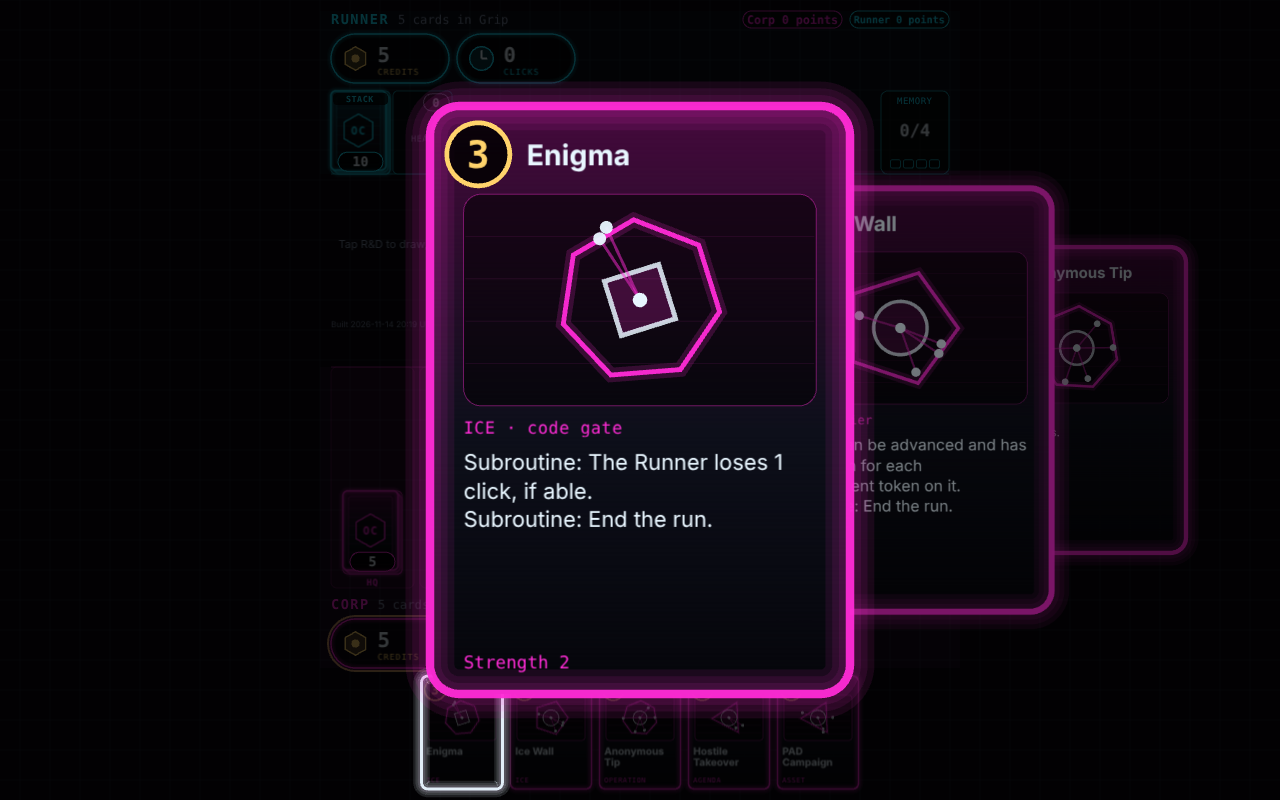 RUNNER 5 cards in Grip
Corp 0 points
Runner 0 points
5
CREDITS
0
CLICKS
STACK
OC
10
0
MEMORY
0/4
3
Enigma
ICE · code gate
Subroutine: The Runner loses 1
click, if able.
Subroutine: End the run.
Strength 2
Wall
n be advanced and has
for each
ent token on it.
: End the run.
ymous Tip
s.
Tap R&D to draw
OC
5
HQ
CORP 5 cards
5
CREDITS
Enigma
Ice Wall
ICE
Anonymous
Tip
OPERATION
Hostile
Takeover
AGENDA
PAD
Campaign
ASSET